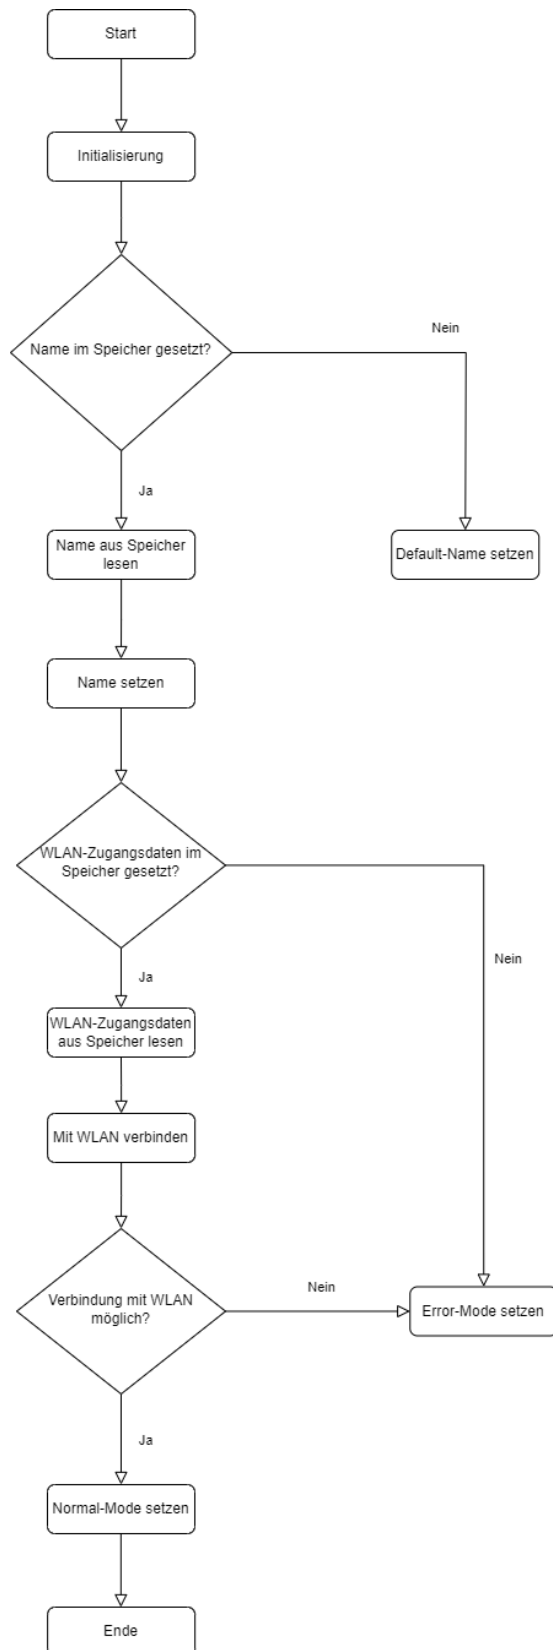 Start
Initialisierung
Nein
Name im Speicher gesetzt?
Ja
Name aus Speicher
lesen
Default-Name setzen
Name setzen
WLAN-Zugangsdaten im
Speicher gesetzt?
Nein
Ja
WLAN-Zugangsdaten
aus Speicher lesen
Mit WLAN verbinden
Nein
Verbindung mit WLAN
möglich?
Error-Mode setzen
Ja
Normal-Mode setzen
Ende